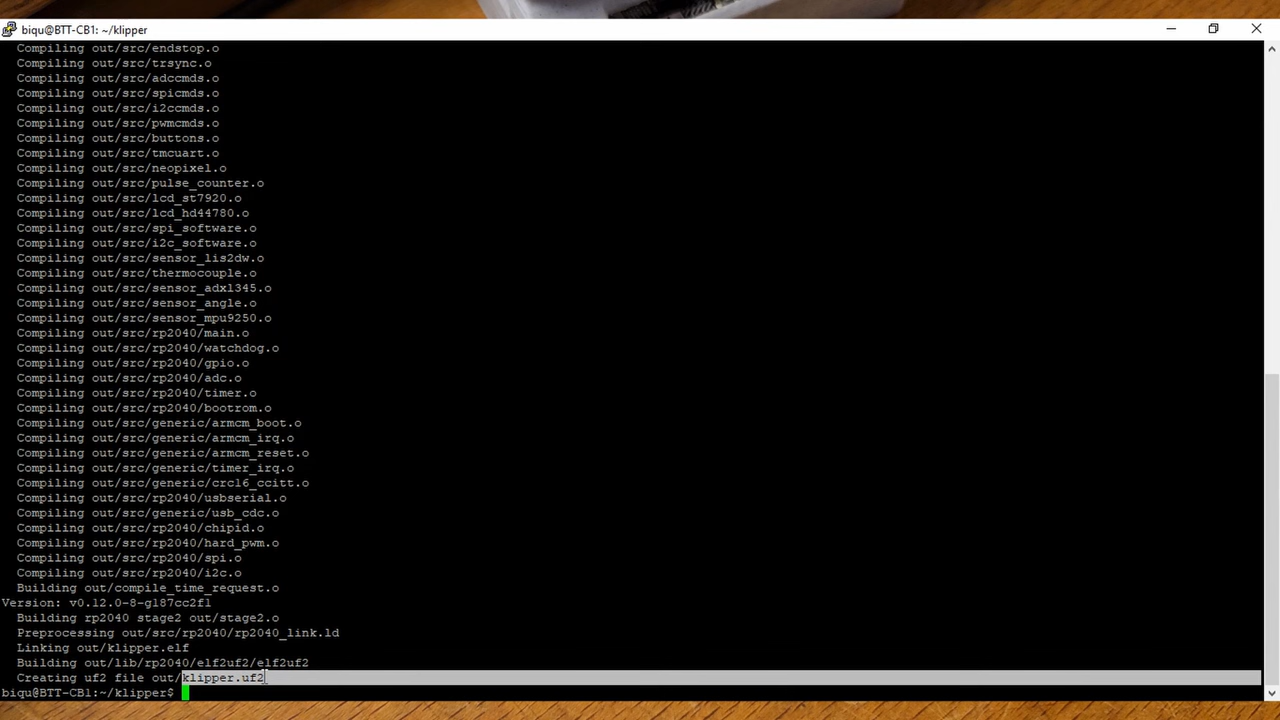 biqu@BTT-CB1: ~/klipper
Compiling out/src/endstop.o
Compiling out/src/trsync.o
Compiling out/src/adccmds.o
Compiling out/src/spicmds.o
Compiling out/src/i2ccmds.o
Compiling out/src/pwmcmds.o
Compiling out/src/buttons.o
Compiling out/src/tmcuart.o
Compiling out/src/neopixel.o
Compiling out/src/pulse_counter.o
Compiling out/src/lcd_st7920.o
Compiling out/src/lcd_hd44780.o
Compiling out/src/spi_software.o
Compiling out/src/i2c_software.o
Compiling out/src/sensor_lis2dw.o
Compiling out/src/thermocouple.o
Compiling out/src/sensor_adxl345.o
Compiling out/src/sensor_angle.o
Compiling out/src/sensor_mpu9250.o
Compiling out/src/rp2040/main.o
Compiling out/src/rp2040/watchdog.o
Compiling out/src/rp2040/gpio.o
Compiling out/src/rp2040/adc.o
Compiling out/src/rp2040/timer.o
Compiling out/src/rp2040/bootrom.o
Compiling out/src/generic/armcm_boot.o
Compiling out/src/generic/armcm_irq.o
Compiling out/src/generic/armcm_reset.o
Compiling out/src/generic/timer_irq.o
Compiling out/src/generic/crc16_ccitt.o
Compiling out/src/rp2040/usbserial.o
Compiling out/src/generic/usb_cdc.o
Compiling out/src/rp2040/chipid.o
Compiling out/src/rp2040/hard_pwm.o
Compiling out/src/rp2040/spi.o
Compiling out/src/rp2040/i2c.o
Building out/compile_time_request.o
Version: v0.12.0-8-g187cc2f1
Building rp2040 stage2 out/stage2.o
Preprocessing out/src/rp2040/rp2040_link.ld
Linking out/klipper.elf
Building out/lib/rp2040/elf2uf2/elf2uf2
Creating uf2 file out/klipper.uf2
biqu@BTT-CB1:~/klipper$